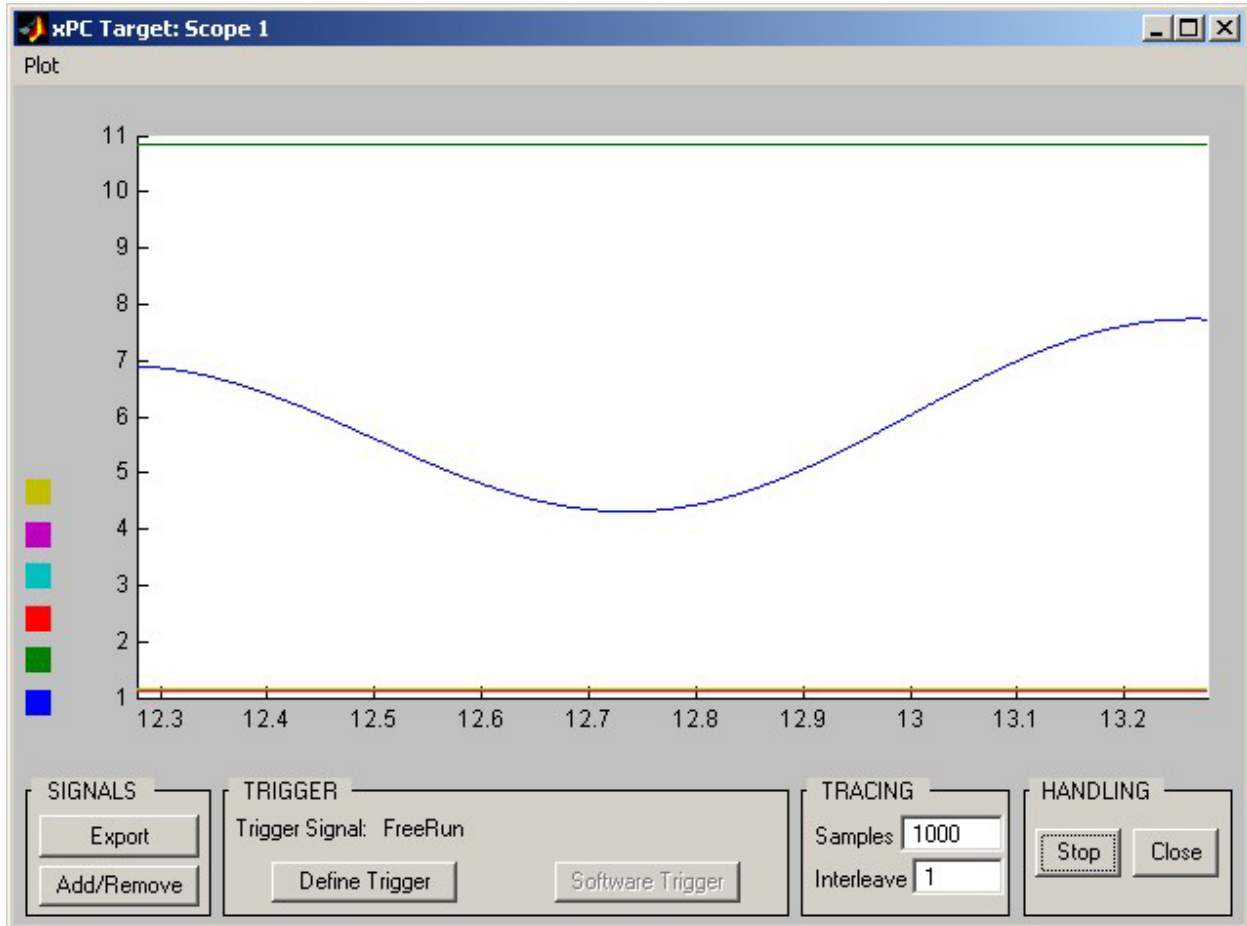 xPC Target: Scope 1
Plot
11
10
9
8
7
6
5
4
3
2
1
12.3 12.4 12.5 12.6 12.7 12.8 12.9 13 13.1 13.2
SIGNALS
Export
Add/Remove
TRIGGER
Trigger Signal: FreeRun
Define Trigger Software Trigger
TRACING
Samples 1000
Interleave 1
HANDLING
Stop Close